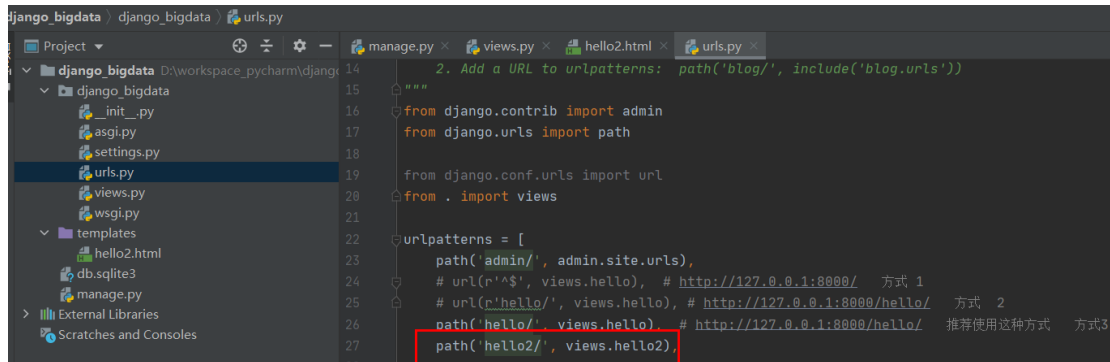 django_bigdata › django_bigdata › urls.py
Project
manage.py × views.py × hello2.html × urls.py ×
django_bigdata D:\workspace_pycharm\djang
django_bigdata
__init__.py
asgi.py
settings.py
urls.py
views.py
wsgi.py
templates
hello2.html
db.sqlite3
manage.py
External Libraries
Scratches and Consoles
14 2. Add a URL to urlpatterns:  path('blog/', include('blog.urls'))
15 """
16 from django.contrib import admin
17 from django.urls import path
18
19 from django.conf.urls import url
20 from . import views
21
22 urlpatterns = [
23 path('admin/', admin.site.urls),
24 # url(r'^$', views.hello),  # http://127.0.0.1:8000/  方式 1
25 # url(r'hello/', views.hello), # http://127.0.0.1:8000/hello/  方式  2
26 path('hello/', views.hello),  # http://127.0.0.1:8000/hello/  推荐使用这种方式  方式3
27 path('hello2/', views.hello2),